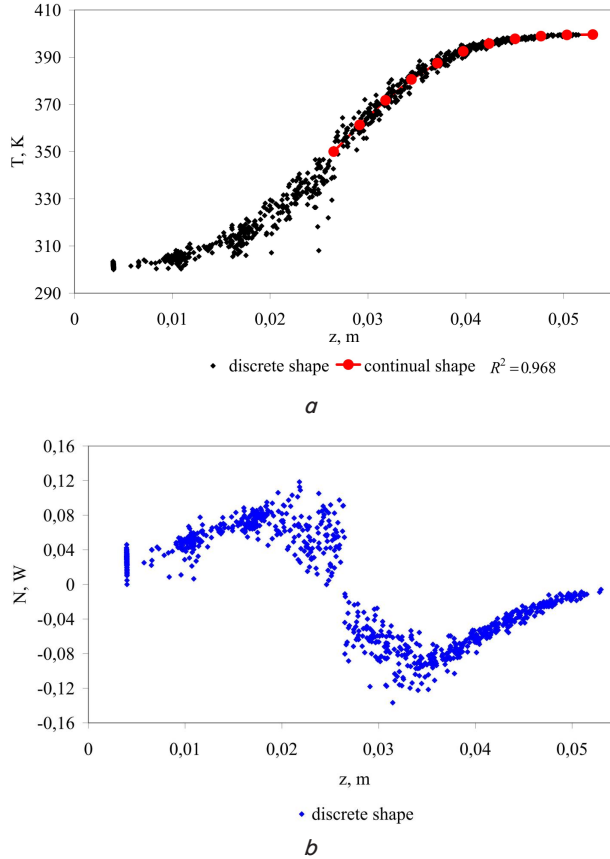 410
390
370
350
330
310
290
T, K
0
0,01
0,02
0,03
0,04
0,05
z, m
discrete shape
continual shape
R² = 0.968
a
0,16
0,12
0,08
0,04
0
-0,04
-0,08
-0,12
-0,16
N, W
0
0,01
0,02
0,03
0,04
0,05
z, m
discrete shape
b